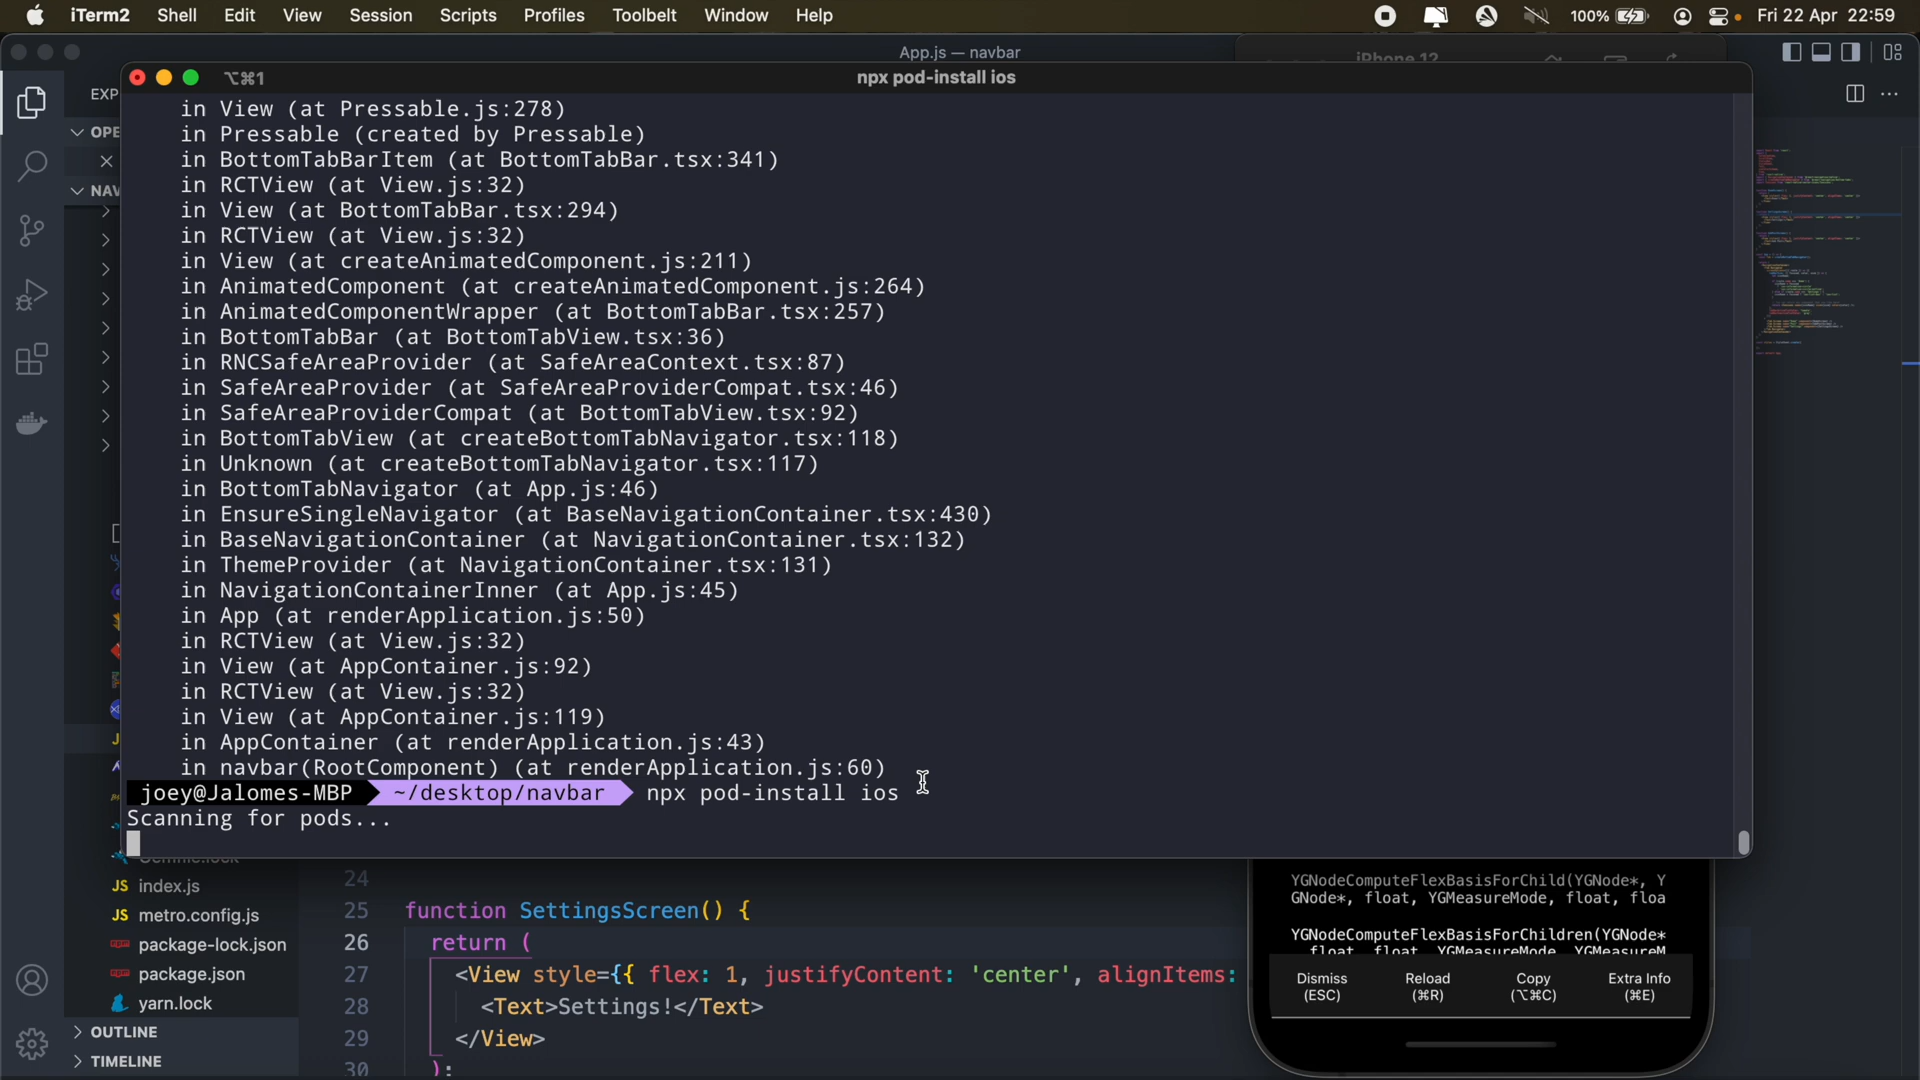 iTerm2 Shell Edit View Session Scripts Profiles Toolbelt Window Help 100% Fri 22 Apr 22:59
App.js — navbar
iPhone 12
⌥⌘1 npx pod-install ios
EXP
OPE
NAV
in View (at Pressable.js:278)
in Pressable (created by Pressable)
in BottomTabBarItem (at BottomTabBar.tsx:341)
in RCTView (at View.js:32)
in View (at BottomTabBar.tsx:294)
in RCTView (at View.js:32)
in View (at createAnimatedComponent.js:211)
in AnimatedComponent (at createAnimatedComponent.js:264)
in AnimatedComponentWrapper (at BottomTabBar.tsx:257)
in BottomTabBar (at BottomTabView.tsx:36)
in RNCSafeAreaProvider (at SafeAreaContext.tsx:87)
in SafeAreaProvider (at SafeAreaProviderCompat.tsx:46)
in SafeAreaProviderCompat (at BottomTabView.tsx:92)
in BottomTabView (at createBottomTabNavigator.tsx:118)
in Unknown (at createBottomTabNavigator.tsx:117)
in BottomTabNavigator (at App.js:46)
in EnsureSingleNavigator (at BaseNavigationContainer.tsx:430)
in BaseNavigationContainer (at NavigationContainer.tsx:132)
in ThemeProvider (at NavigationContainer.tsx:131)
in NavigationContainerInner (at App.js:45)
in App (at renderApplication.js:50)
in RCTView (at View.js:32)
in View (at AppContainer.js:92)
in RCTView (at View.js:32)
in View (at AppContainer.js:119)
in AppContainer (at renderApplication.js:43)
in navbar(RootComponent) (at renderApplication.js:60)
joey@Jalomes-MBP ~/desktop/navbar npx pod-install ios
Scanning for pods...
JS index.js
JS metro.config.js
package-lock.json
package.json
yarn.lock
OUTLINE
TIMELINE
24
25 function SettingsScreen() {
26 return (
27 <View style={{ flex: 1, justifyContent: 'center', alignItems:
28 <Text>Settings!</Text>
29 </View>
30 );
YGNodeComputeFlexBasisForChild(YGNode*, Y
GNode*, float, YGMeasureMode, float, floa
YGNodeComputeFlexBasisForChildren(YGNode*
float, float, YGMeasureMode, YGMeasureM
Dismiss Reload Copy Extra Info
(ESC) (⌘R) (⌥⌘C) (⌘E)